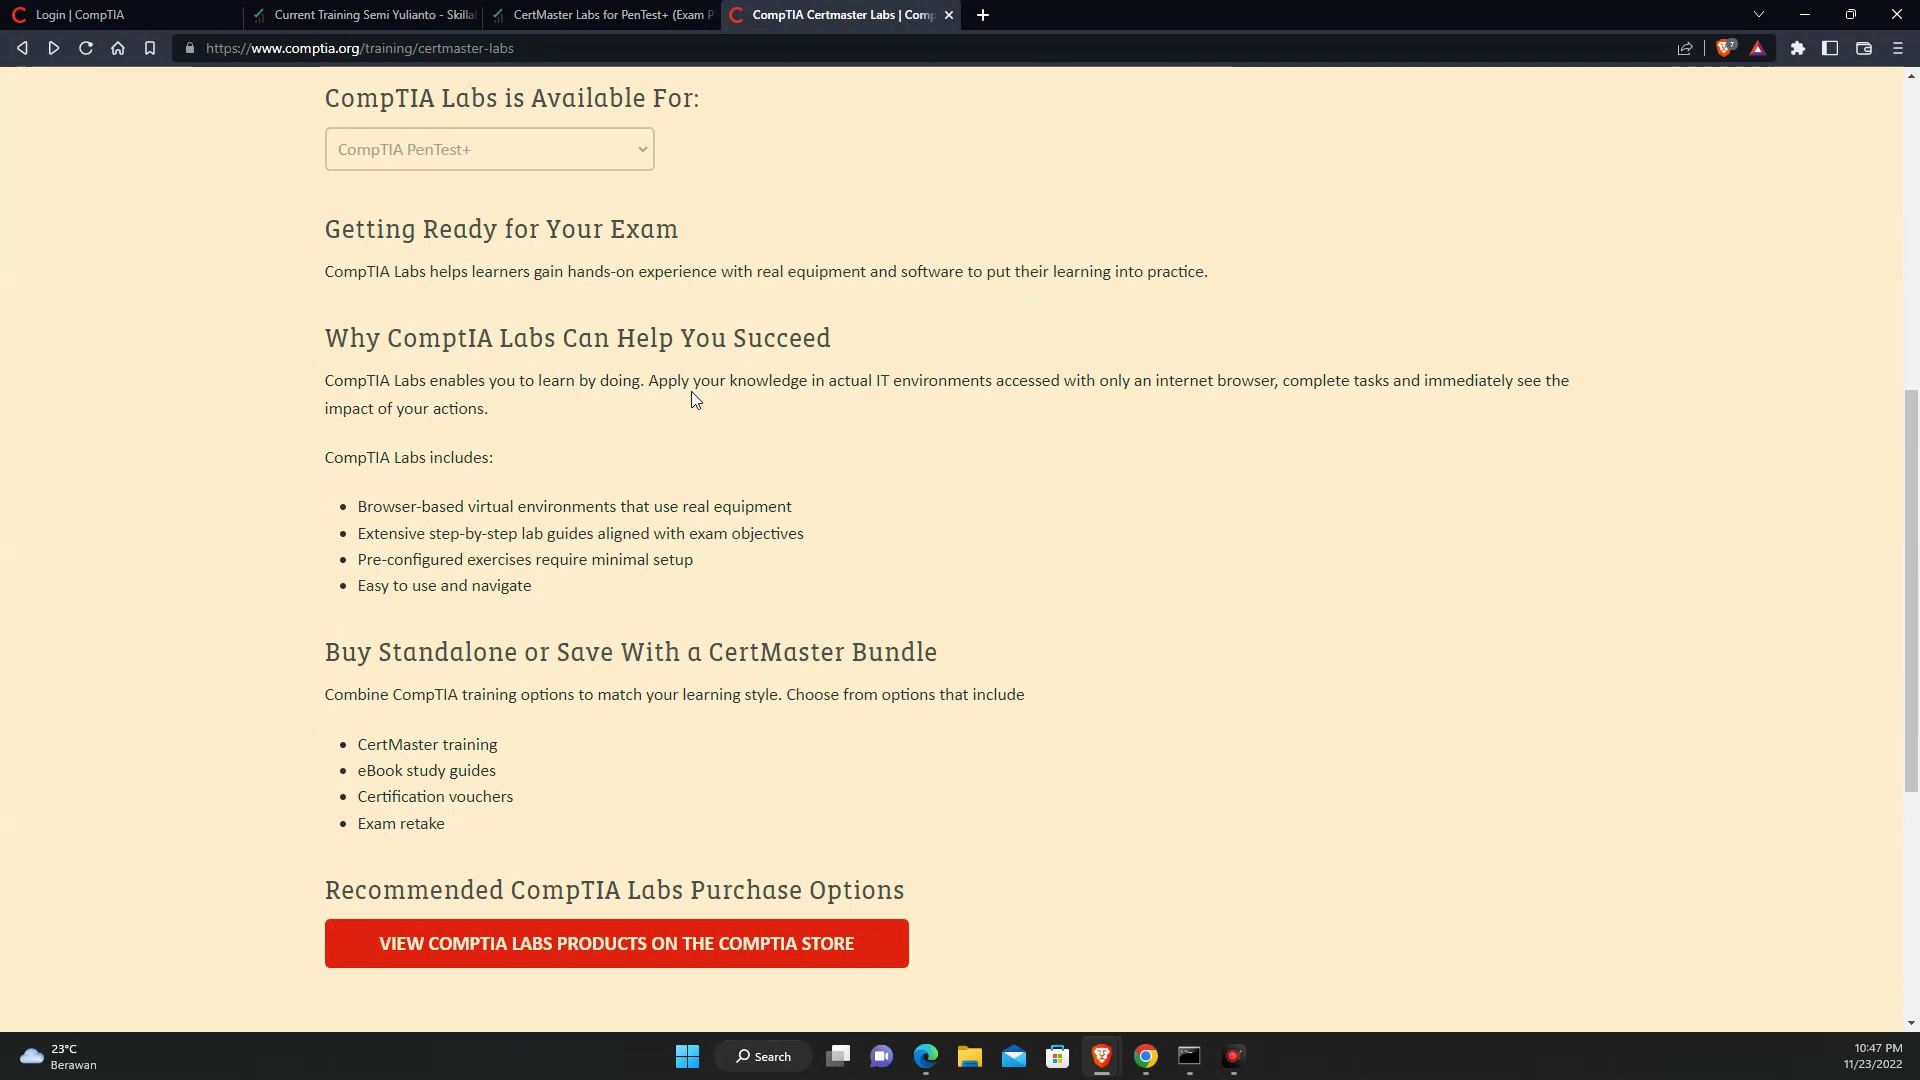 Login | CompTIA
Current Training Semi Yulianto - Skilla
CertMaster Labs for PenTest+ (Exam P
CompTIA Certmaster Labs | Comp
https://www.comptia.org/training/certmaster-labs
7
CompTIA Labs is Available For:
CompTIA PenTest+
Getting Ready for Your Exam
CompTIA Labs helps learners gain hands-on experience with real equipment and software to put their learning into practice.
Why ComptIA Labs Can Help You Succeed
CompTIA Labs enables you to learn by doing. Apply your knowledge in actual IT environments accessed with only an internet browser, complete tasks and immediately see the
impact of your actions.
CompTIA Labs includes:
• Browser-based virtual environments that use real equipment
• Extensive step-by-step lab guides aligned with exam objectives
• Pre-configured exercises require minimal setup
• Easy to use and navigate
Buy Standalone or Save With a CertMaster Bundle
Combine CompTIA training options to match your learning style. Choose from options that include
• CertMaster training
• eBook study guides
• Certification vouchers
• Exam retake
Recommended CompTIA Labs Purchase Options
VIEW COMPTIA LABS PRODUCTS ON THE COMPTIA STORE
23°C
Berawan
Search
10:47 PM
11/23/2022